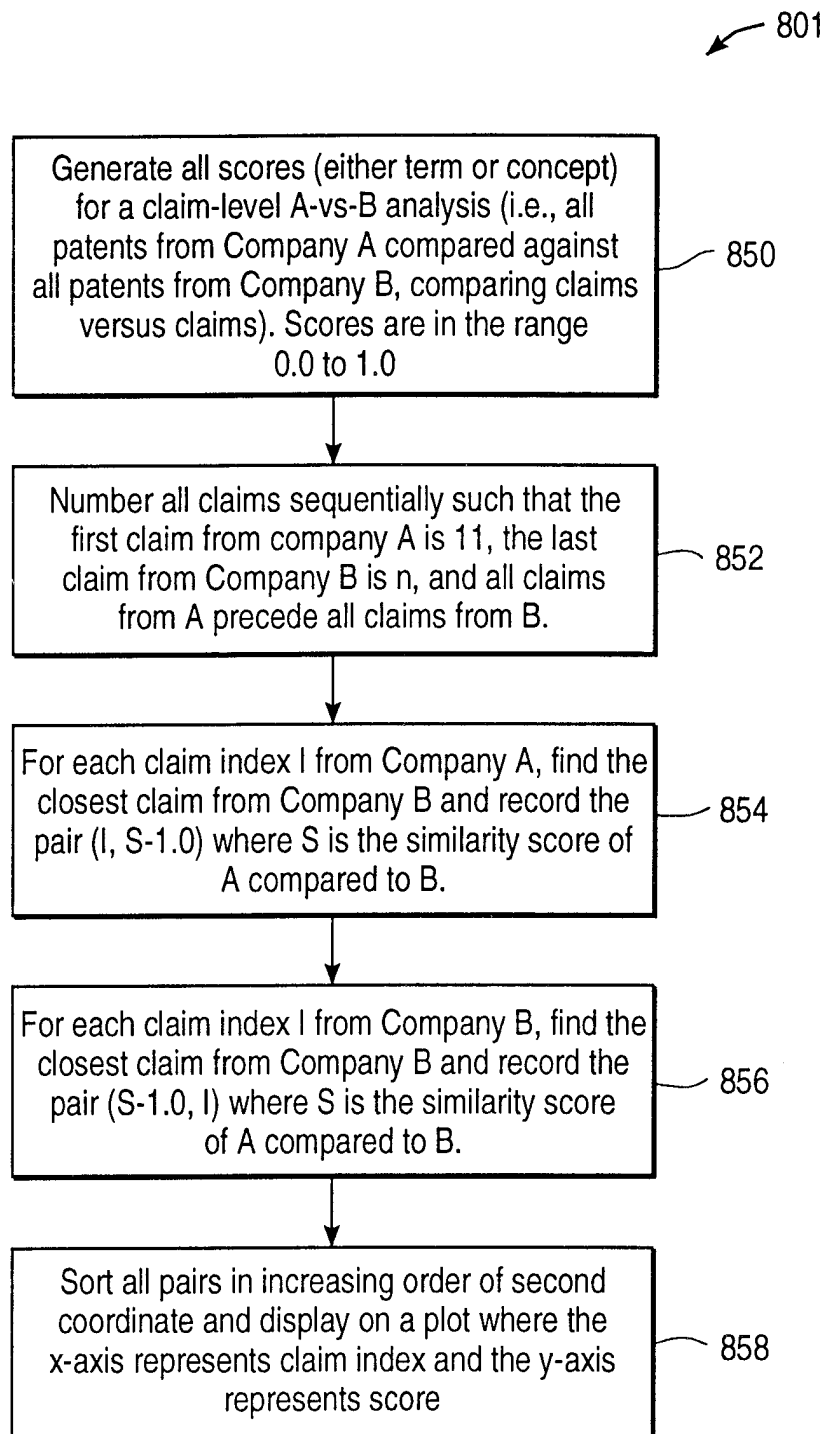 801
Generate all scores (either term or concept)
for a claim-level A-vs-B analysis (i.e., all
patents from Company A compared against
all patents from Company B, comparing claims
versus claims). Scores are in the range
0.0 to 1.0
850
Number all claims sequentially such that the
first claim from company A is 11, the last
claim from Company B is n, and all claims
from A precede all claims from B.
852
For each claim index I from Company A, find the
closest claim from Company B and record the
pair (I, S-1.0) where S is the similarity score of
A compared to B.
854
For each claim index I from Company B, find the
closest claim from Company B and record the
pair (S-1.0, I) where S is the similarity score
of A compared to B.
856
Sort all pairs in increasing order of second
coordinate and display on a plot where the
x-axis represents claim index and the y-axis
represents score
858